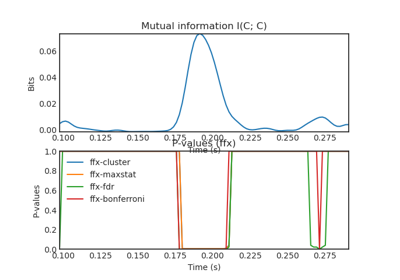 Mutual information I(C; C)
0.06
0.04
0.02
0.00
Bits
0.100 0.125 0.150 0.175 0.200 0.225 0.250 0.275
Time (s)
P-values (ffx)
1.0
0.8
0.6
0.4
0.2
0.0
P-values
ffx-cluster
ffx-maxstat
ffx-fdr
ffx-bonferroni
0.100 0.125 0.150 0.175 0.200 0.225 0.250 0.275
Time (s)